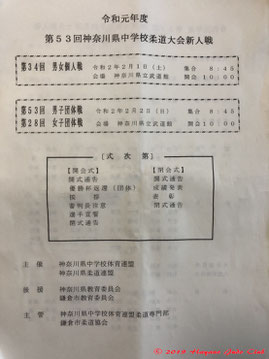 令和元年度
第53回神奈川県中学校柔道大会新人戦
第34回 男女個人戦 令和2年2月1日(土) 集合 8:45
会場 神奈川県立武道館 開会10:00
第53回 男子団体戦 令和2年2月2日(日) 集合 8:45
第28回 女子団体戦 会場 神奈川県立武道館 開会10:00
[式次第]
[開会式] [閉会式]
開式通告 開式通告
優勝杯返還(団体) 成績発表
挨拶 表彰
審判長注意 閉式通告
選手宣誓
閉式通告
主催 神奈川県中学校体育連盟
神奈川県柔道連盟
後援 神奈川県教育委員会
鎌倉市教育委員会
主管 神奈川県中学校体育連盟柔道専門部
鎌倉市柔道協会